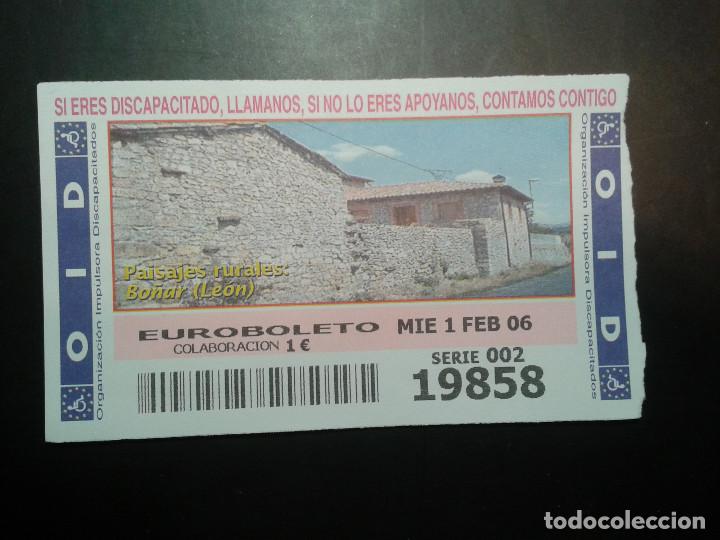 SI ERES DISCAPACITADO, LLAMANOS, SI NO LO ERES APOYANOS, CONTAMOS CONTIGO
OID
Organización Impulsora Discapacitados
Paisajes rurales:
Boñar (León)
EUROBOLETO MIE 1 FEB 06
COLABORACION 1 €
SERIE 002
19858
Organización Impulsora Discapacitados
OID
todocoleccion.net